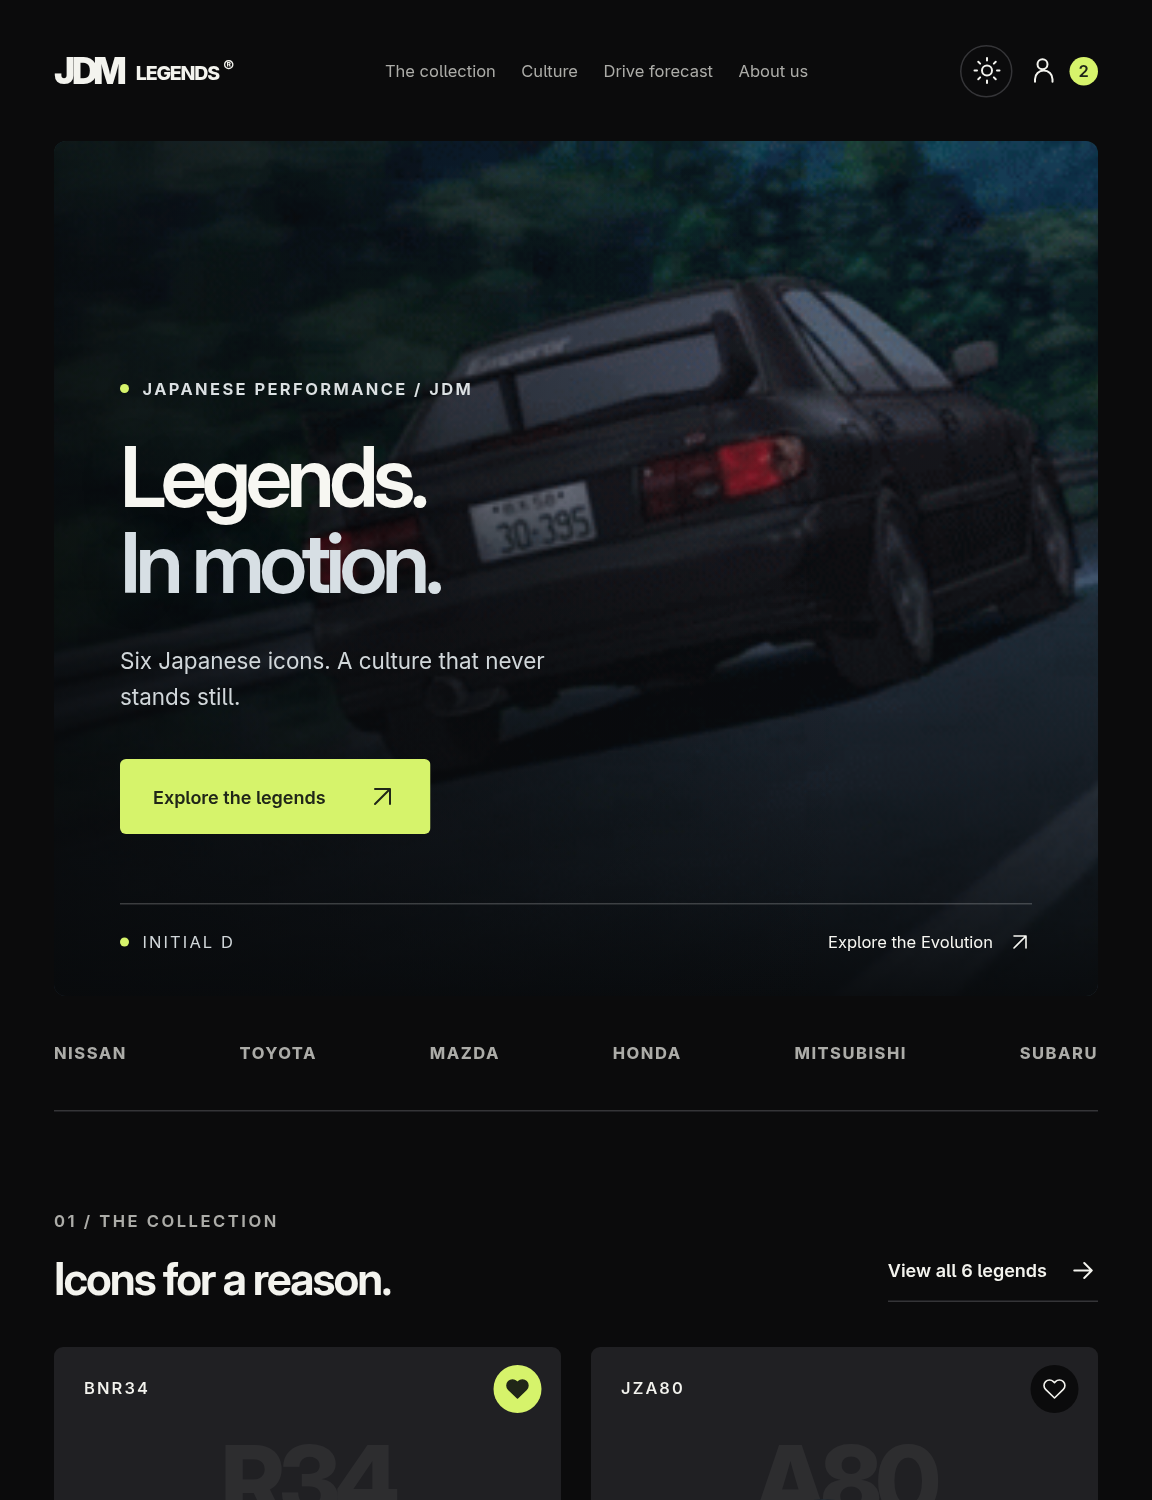 JDM LEGENDS ®
The collection Culture Drive forecast About us
2
JAPANESE PERFORMANCE / JDM
Legends.
In motion.
30-395
Six Japanese icons. A culture that never
stands still.
Explore the legends
INITIAL D
Explore the Evolution
NISSAN TOYOTA MAZDA HONDA MITSUBISHI SUBARU
01 / THE COLLECTION
Icons for a reason.
View all 6 legends
BNR34
JZA80
R34
A80